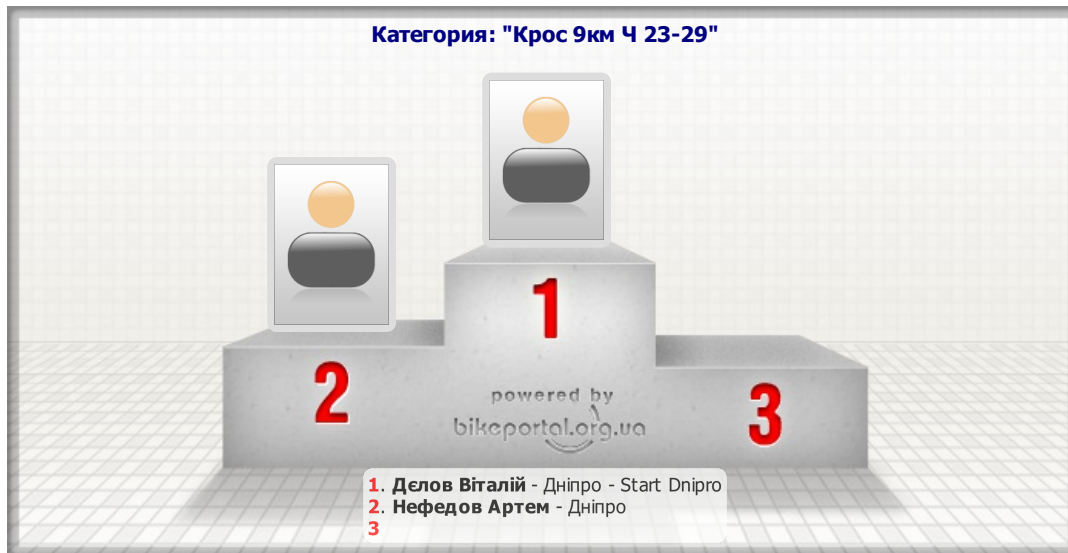 Категория: "Крос 9км Ч 23-29"
1
2
3
powered by
bikeportal.org.ua
1. Дєлов Віталій - Дніпро - Start Dnipro
2. Нефедов Артем - Дніпро
3